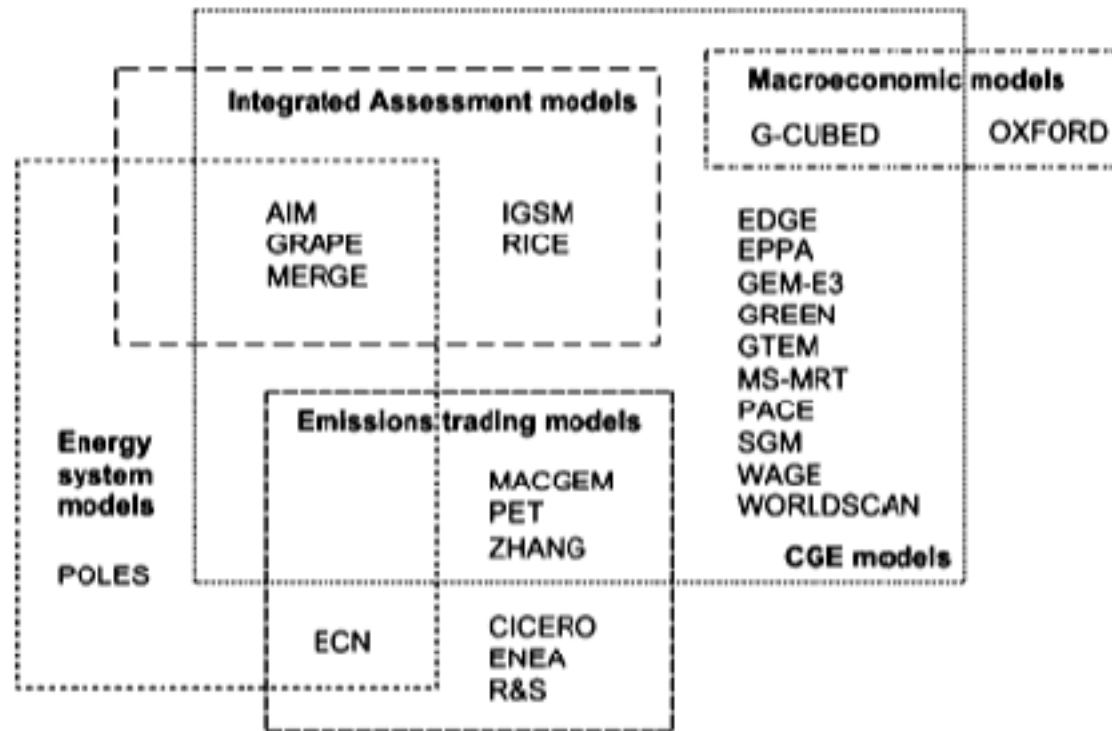 Macroeconomic models
Integrated Assessment models
G-CUBED OXFORD
AIM IGSM EDGE
GRAPE RICE EPPA
MERGE GEM-E3
GREEN
GTEM
MS-MRT
PACE
Emissions trading models
Energy SGM
system MACGEM WAGE
models PET WORLDSCAN
ZHANG CGE models
POLES
ECN CICERO
ENEA
R&S